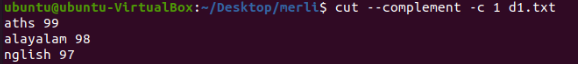 ubuntu@ubuntu-VirtualBox:~/Desktop/merli$ cut --complement -c 1 d1.txt
aths 99
alayalam 98
nglish 97